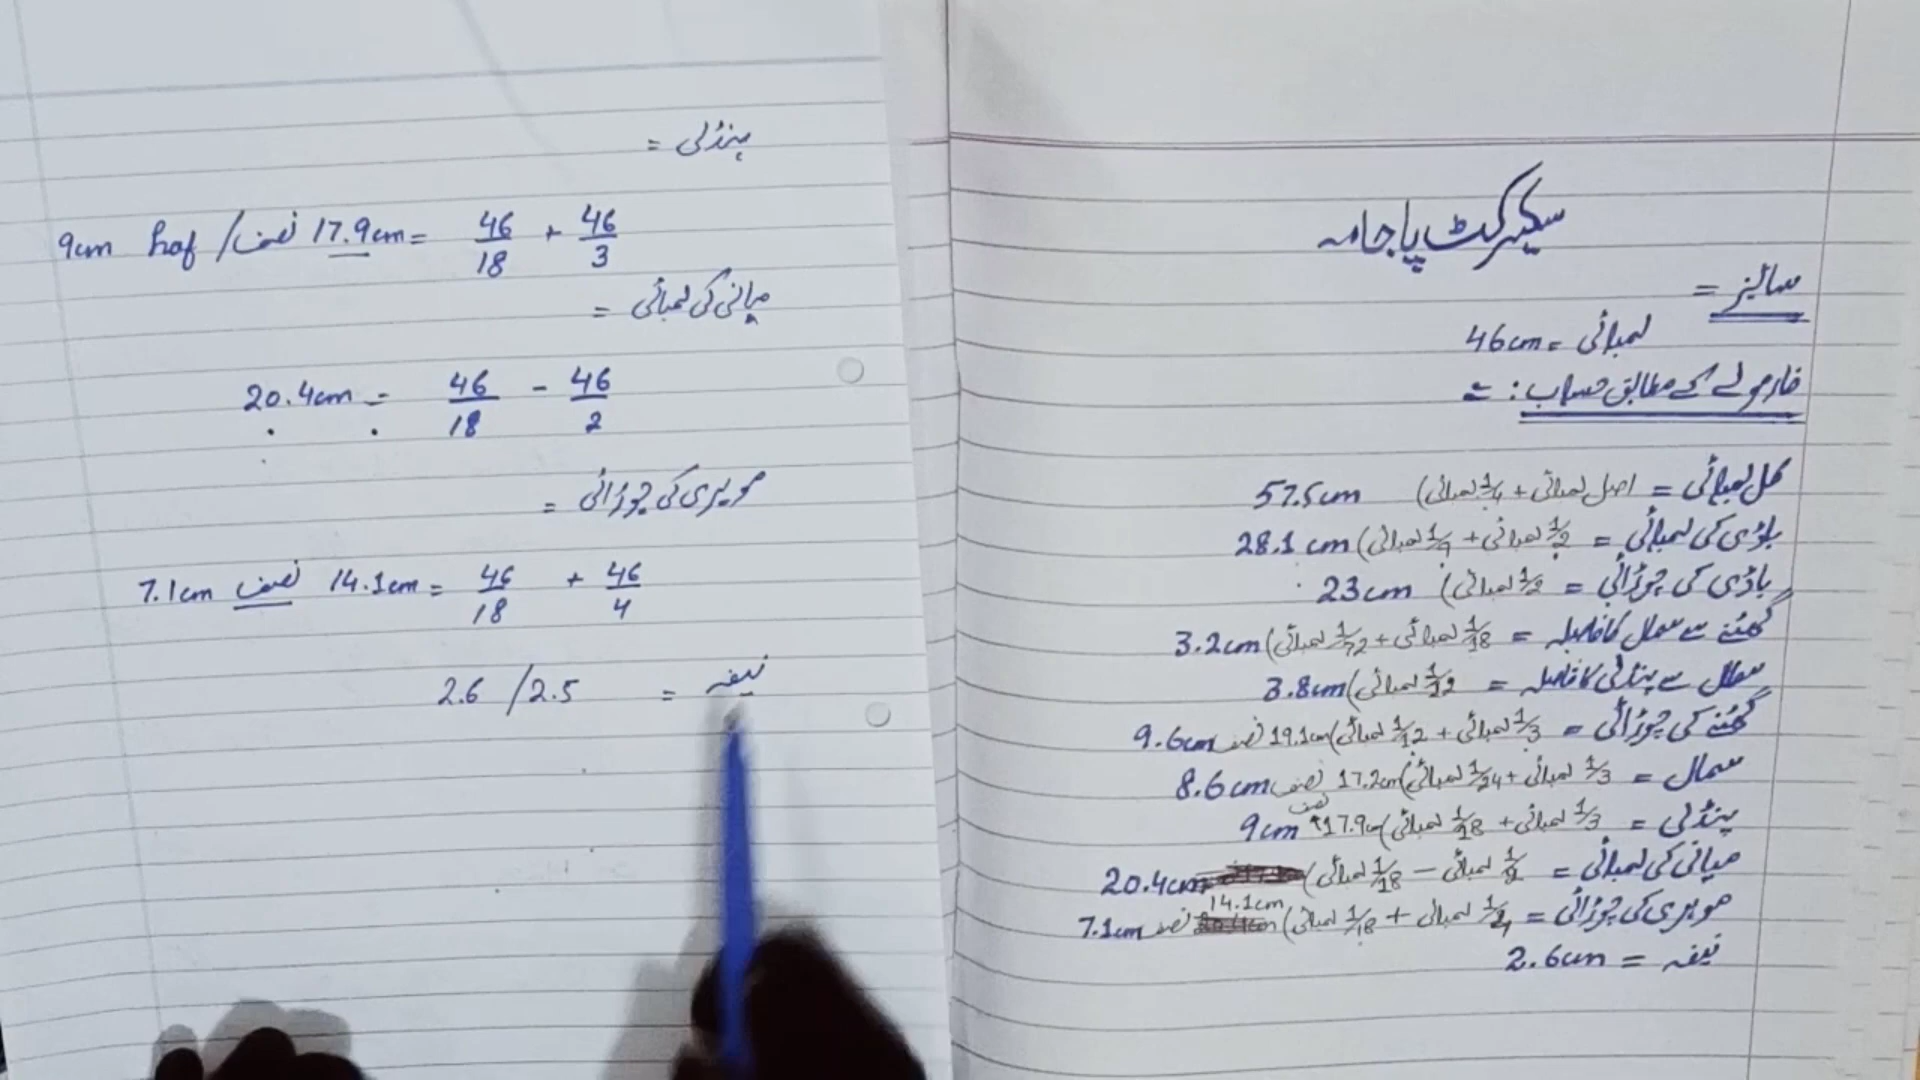 سیکرکٹ پاجامہ
سائز =
لمبائی = 46cm
فارمولے کے مطابق حساب : =
کل لمبائی = اصل لمبائی + 1/4 لمبائی) 57.5cm
باڈی کی لمبائی = 1/2 لمبائی + 1/9 لمبائی) 28.1 cm
باڈی کی چوڑائی = 1/2 لمبائی) 23cm
گھٹنے سے سمال کا فاصلہ = 1/18 لمبائی + 1/72 لمبائی) 3.2cm
سمال سے پنڈلی کا فاصلہ = 1/12 لمبائی) 3.8cm
گھٹنے کی چوڑائی = 1/3 لمبائی + 1/12 لمبائی) 19.1cm نصف 9.6cm
سمال = 1/3 لمبائی + 1/24 لمبائی) 17.2cm نصف 8.6cm
پنڈلی = 1/3 لمبائی + 1/18 لمبائی) 17.9cm نصف 9cm
میانی کی لمبائی = 1/2 لمبائی - 1/18 لمبائی) 20.4cm
موہری کی چوڑائی = 1/4 لمبائی + 1/18 لمبائی) 14.1cm نصف 7.1cm
نیفہ = 2.6cm
پنڈلی =
46/3 + 46/18 = 17.9cm نصف / haf 9cm
میانی کی لمبائی =
46/2 - 46/18 = 20.4cm
موہری کی چوڑائی =
46/4 + 46/18 = 14.1cm نصف 7.1cm
نیفہ = 2.5 / 2.6